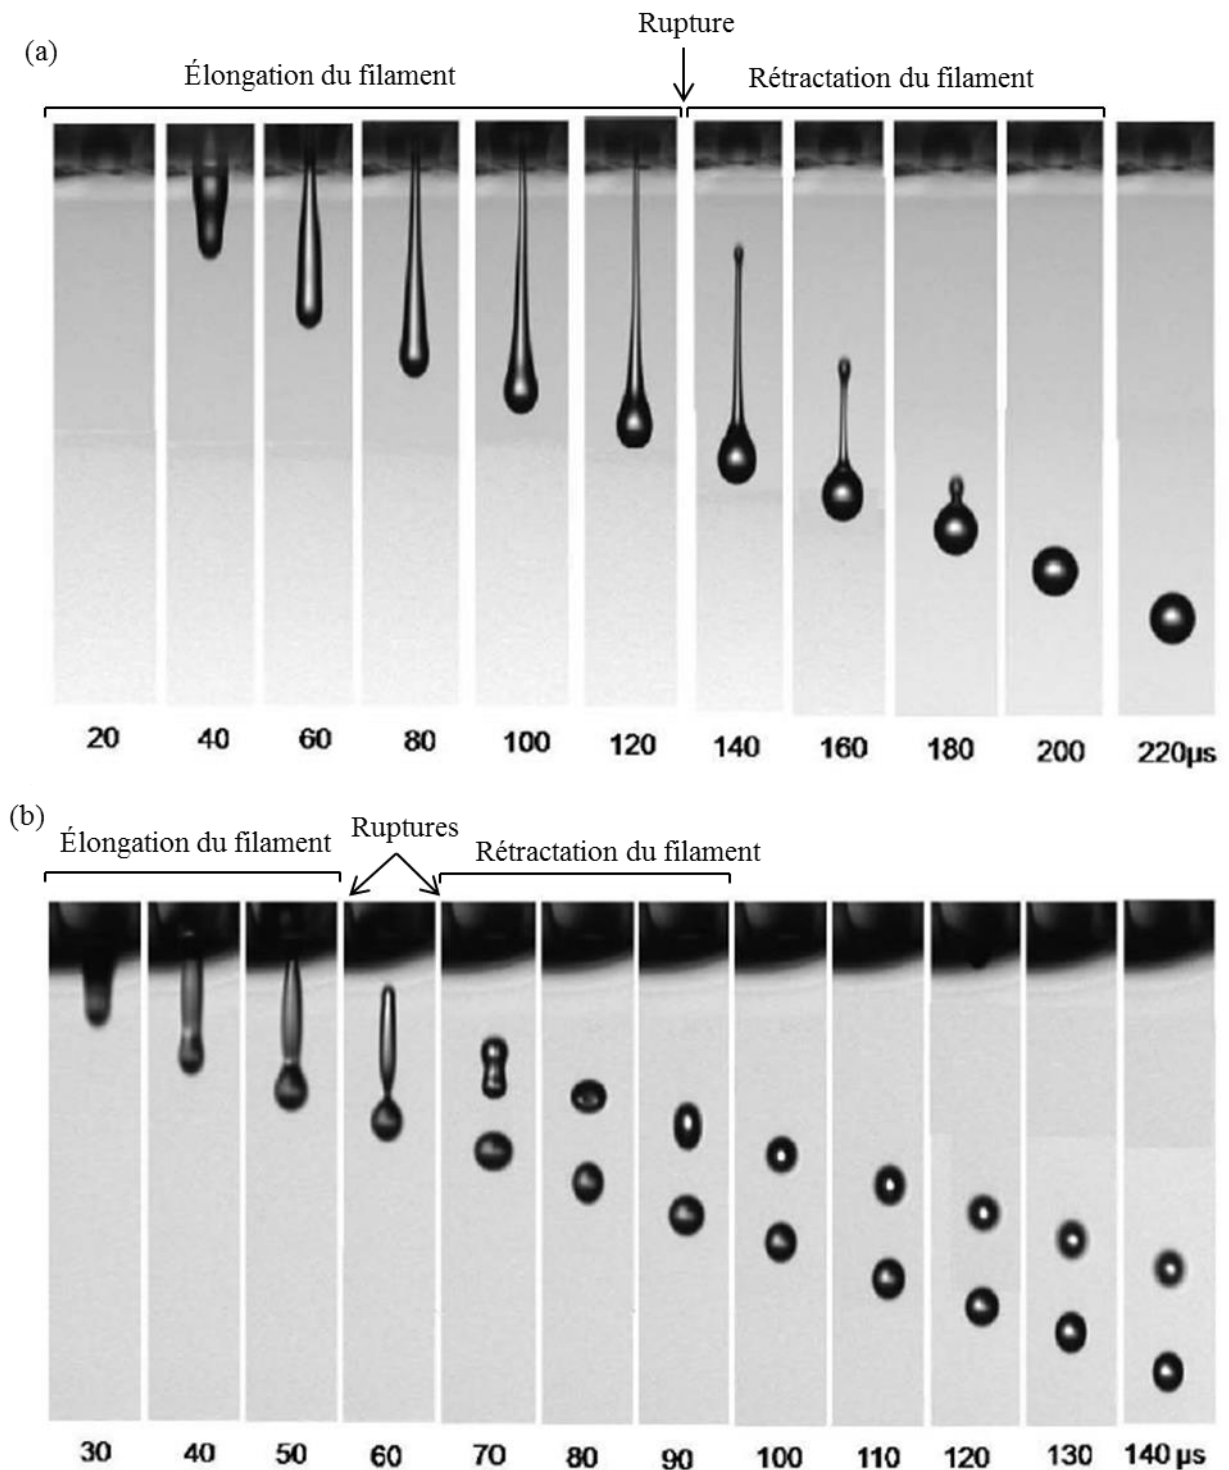 (a)
Rupture
Élongation du filament
Rétractation du filament
20 40 60 80 100 120 140 160 180 200 220µs
(b)
Élongation du filament
Ruptures
Rétractation du filament
30 40 50 60 70 80 90 100 110 120 130 140 µs